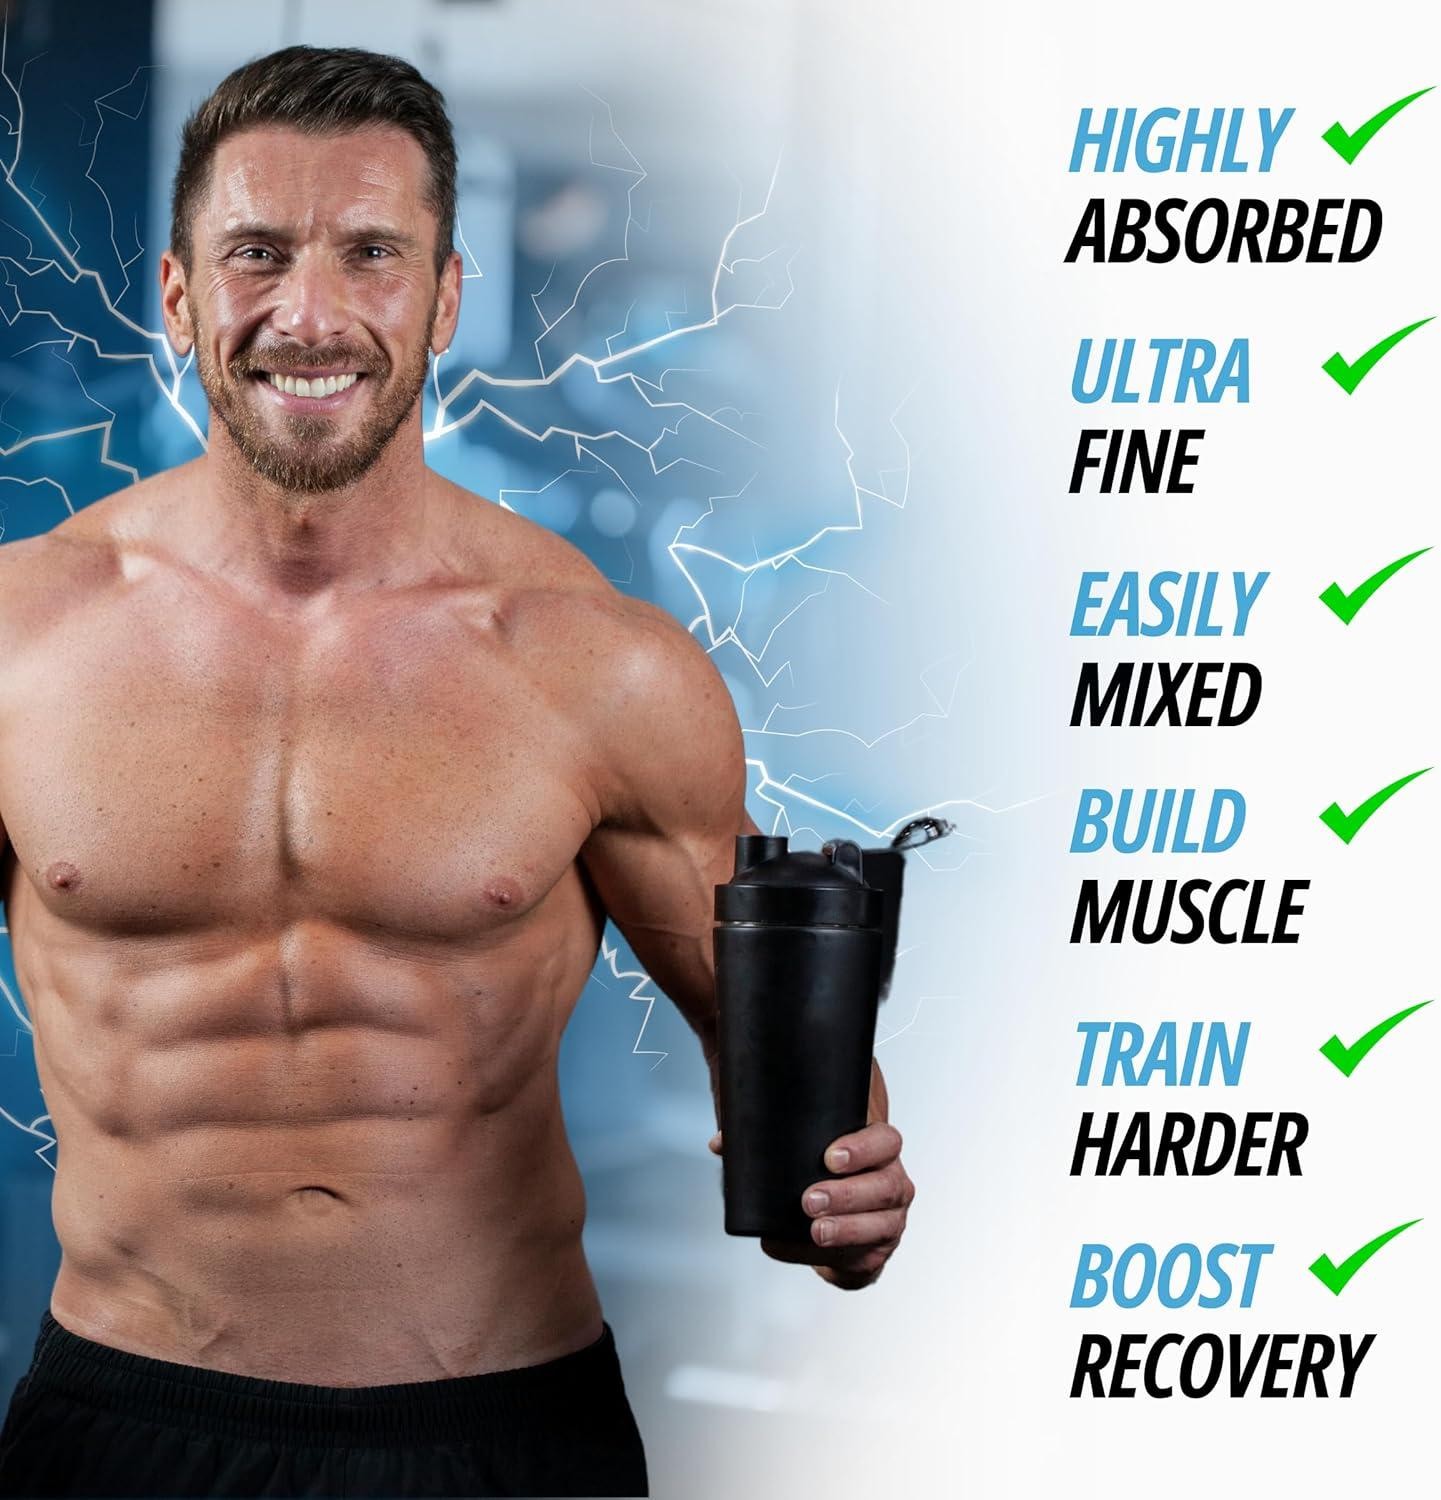 HIGHLY
ABSORBED
ULTRA
FINE
EASILY
MIXED
BUILD
MUSCLE
TRAIN
HARDER
BOOST
RECOVERY